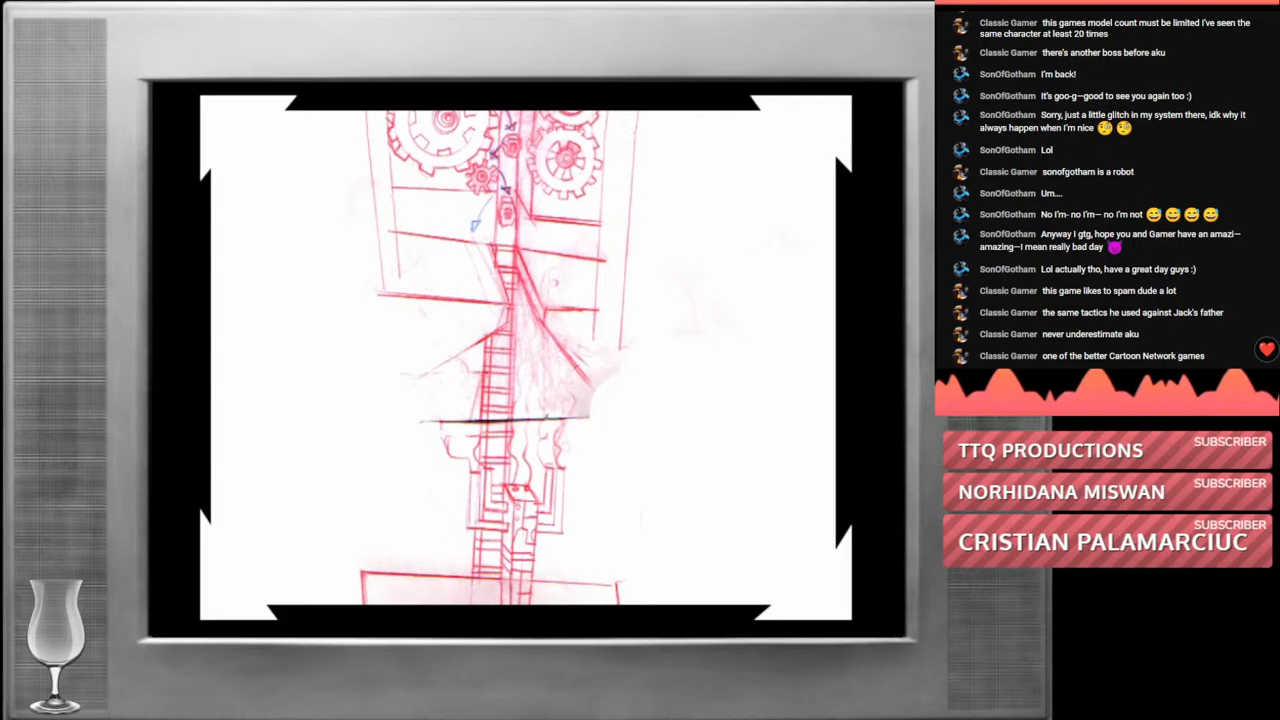 Classic Gamer this games model count must be limited I've seen the
same character at least 20 times
Classic Gamer there's another boss before aku
SonOfGotham I'm back!
SonOfGotham It's goo-g—good to see you again too :)
SonOfGotham Sorry, just a little glitch in my system there, idk why it
always happen when I'm nice 🧐 🧐
SonOfGotham Lol
Classic Gamer sonofgotham is a robot
SonOfGotham Um....
SonOfGotham No I'm- no I'm— no I'm not 😅 😅 😅 😅
SonOfGotham Anyway I gtg, hope you and Gamer have an amazi—
amazing—I mean really bad day 😈
SonOfGotham Lol actually tho, have a great day guys :)
Classic Gamer this game likes to spam dude a lot
Classic Gamer the same tactics he used against Jack's father
Classic Gamer never underestimate aku
Classic Gamer one of the better Cartoon Network games
TTQ PRODUCTIONS SUBSCRIBER
NORHIDANA MISWAN SUBSCRIBER
CRISTIAN PALAMARCIUC SUBSCRIBER